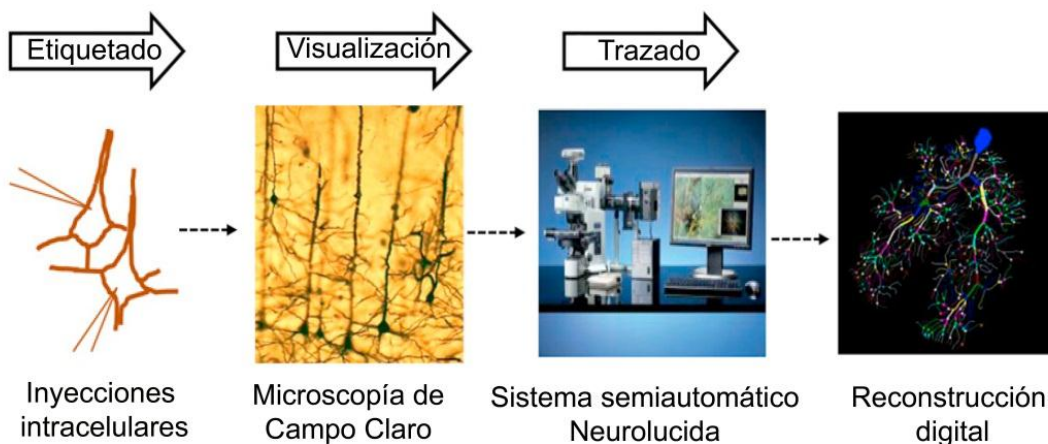 Etiquetado
Visualización
Trazado
Inyecciones
intracelulares
Microscopía de
Campo Claro
Sistema semiautomático
Neurolucida
Reconstrucción
digital